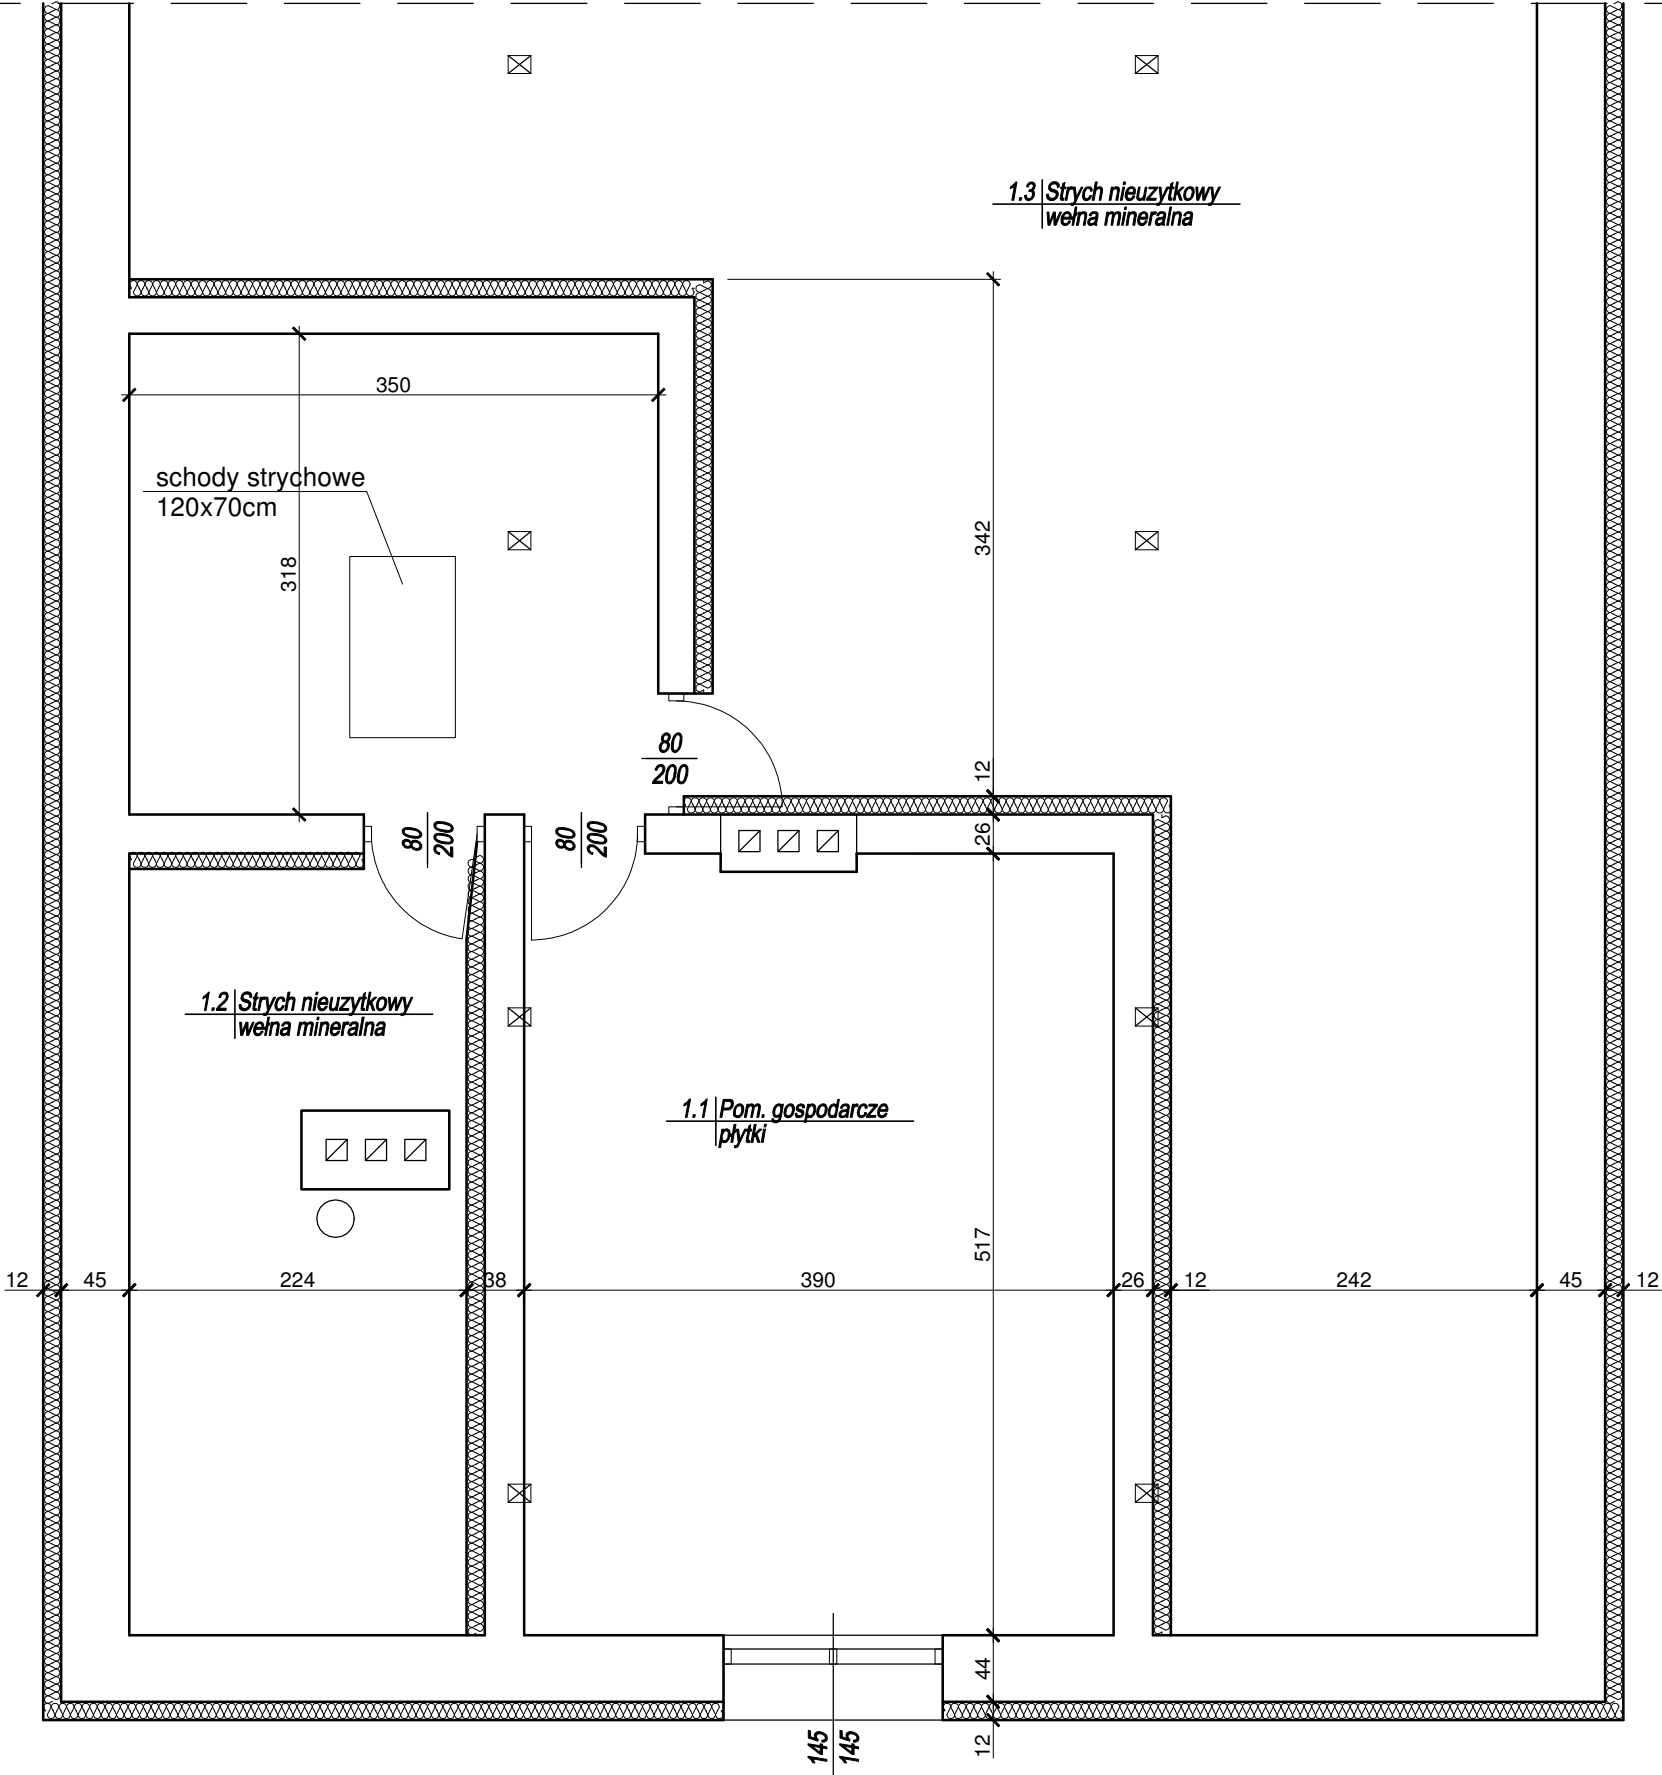 1.3 Strych nieuzytkowy
wełna mineralna
350
schody strychowe
120x70cm
318
342
80
200
12
26
80
200
80
200
1.2 Strych nieuzytkowy
wełna mineralna
1.1 Pom. gospodarcze
płytki
517
12 45 224 38 390 26 12 242 45 12
44
12
145
145